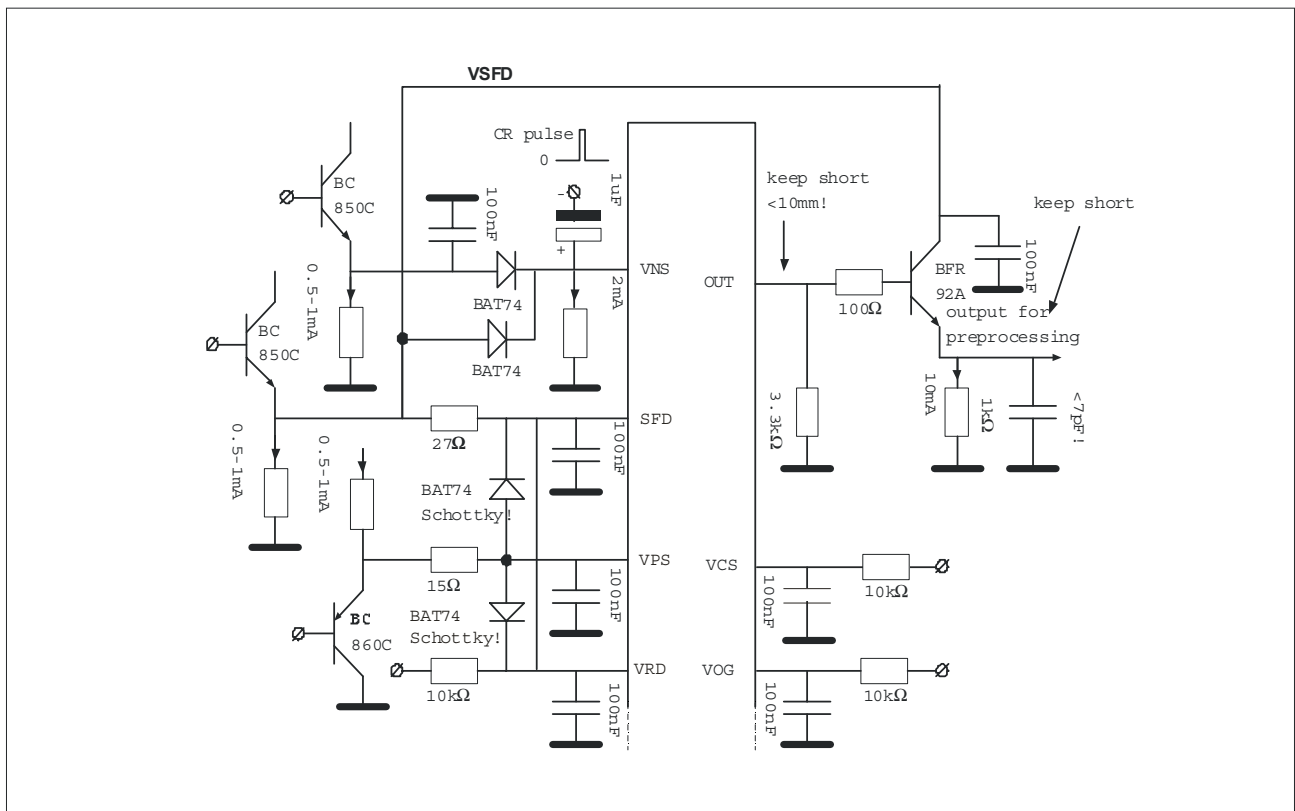 VSFD
CR pulse
0
1uF
-
+
BC
850C
100nF
keep short
<10mm!
keep short
VNS
OUT
BAT74
2mA
0.5-1mA
100Ω
BFR
92A
100nF
output for
preprocessing
BC
850C
BAT74
SFD
27Ω
100nF
3.3kΩ
10mA
1kΩ
<7pF!
0.5-1mA
0.5-1mA
BAT74
Schottky!
VPS
VCS
15Ω
100nF
100nF
10kΩ
BC
860C
BAT74
Schottky!
VRD
VOG
10kΩ
100nF
100nF
10kΩ